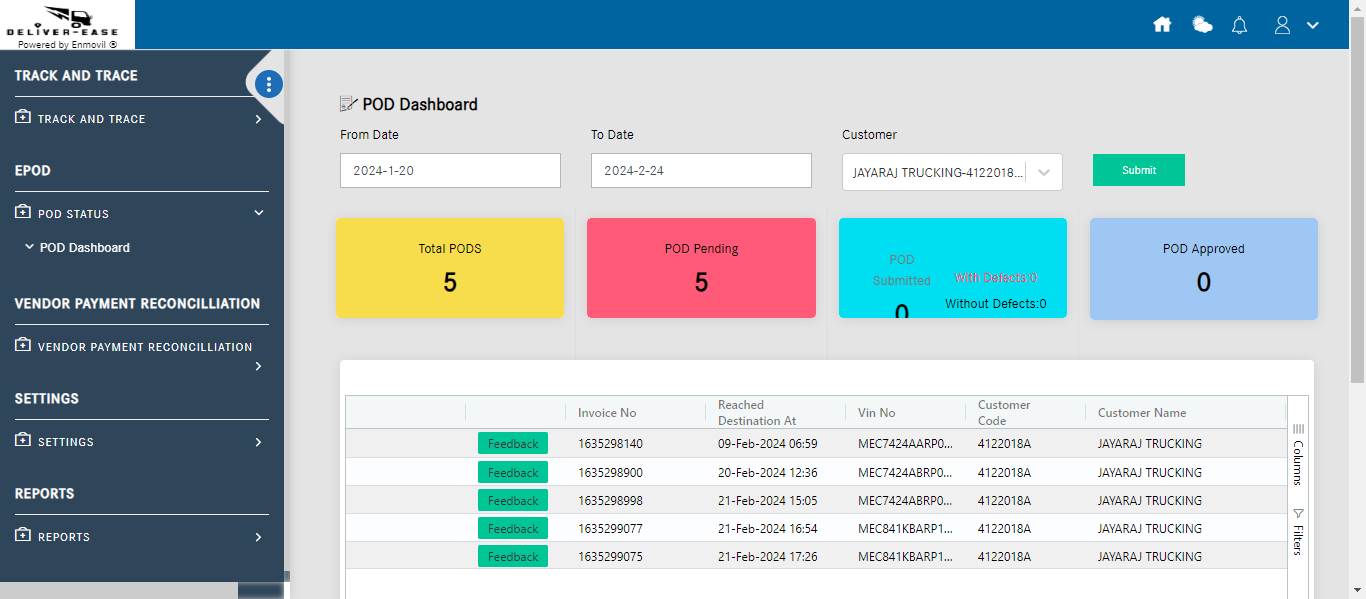 DELIVER-EASE
Powered by Enmovil ®
TRACK AND TRACE
TRACK AND TRACE
EPOD
POD STATUS
POD Dashboard
VENDOR PAYMENT RECONCILLIATION
VENDOR PAYMENT RECONCILLIATION
SETTINGS
SETTINGS
REPORTS
REPORTS
POD Dashboard
From Date
To Date
Customer
2024-1-20
2024-2-24
JAYARAJ TRUCKING-4122018...
Submit
Total PODS
5
POD Pending
5
POD
Submitted
0
With Defects:0
Without Defects:0
POD Approved
0
Invoice No
Reached
Destination At
Vin No
Customer
Code
Customer Name
Feedback 1635298140 09-Feb-2024 06:59 MEC7424AARP0... 4122018A JAYARAJ TRUCKING
Feedback 1635298900 20-Feb-2024 12:36 MEC7424ABRP0... 4122018A JAYARAJ TRUCKING
Feedback 1635298998 21-Feb-2024 15:05 MEC7424ABRP0... 4122018A JAYARAJ TRUCKING
Feedback 1635299077 21-Feb-2024 16:54 MEC841KBARP1... 4122018A JAYARAJ TRUCKING
Feedback 1635299075 21-Feb-2024 17:26 MEC841KBARP1... 4122018A JAYARAJ TRUCKING
Columns
Filters